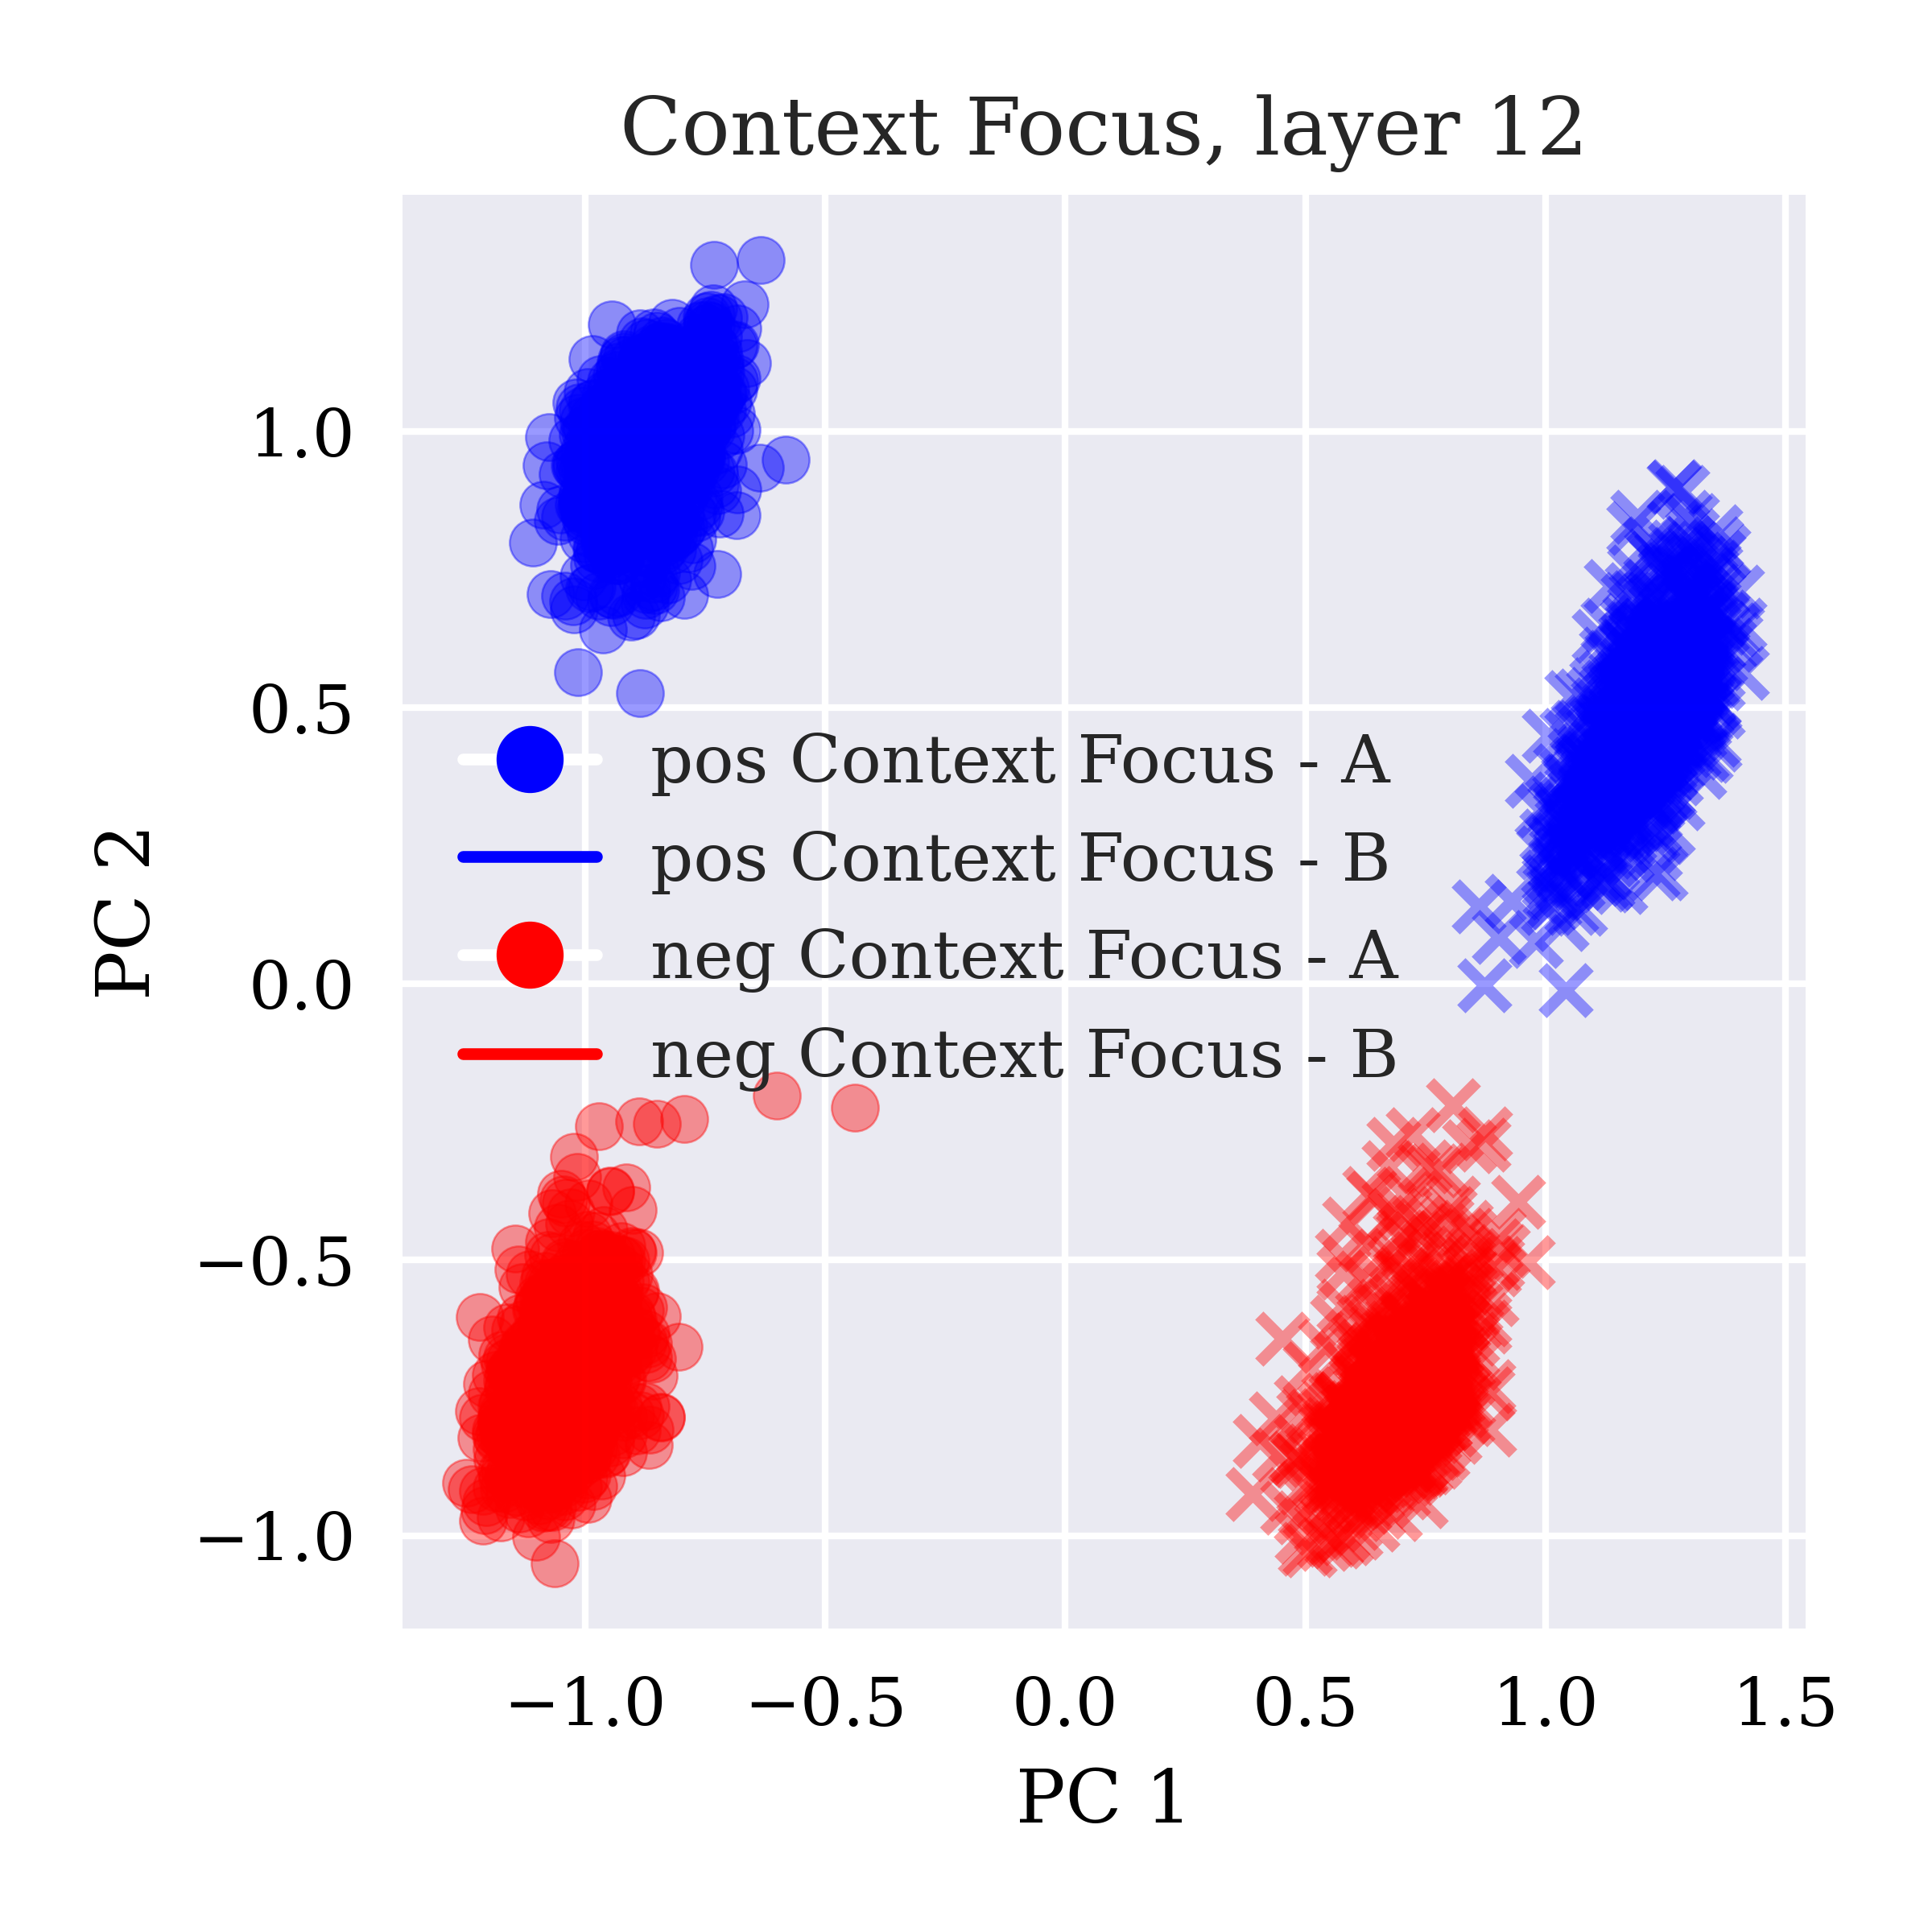 Context Focus, layer 12
1.0
0.5
0.0
−0.5
−1.0
PC 2
pos Context Focus - A
pos Context Focus - B
neg Context Focus - A
neg Context Focus - B
−1.0 −0.5 0.0 0.5 1.0 1.5
PC 1